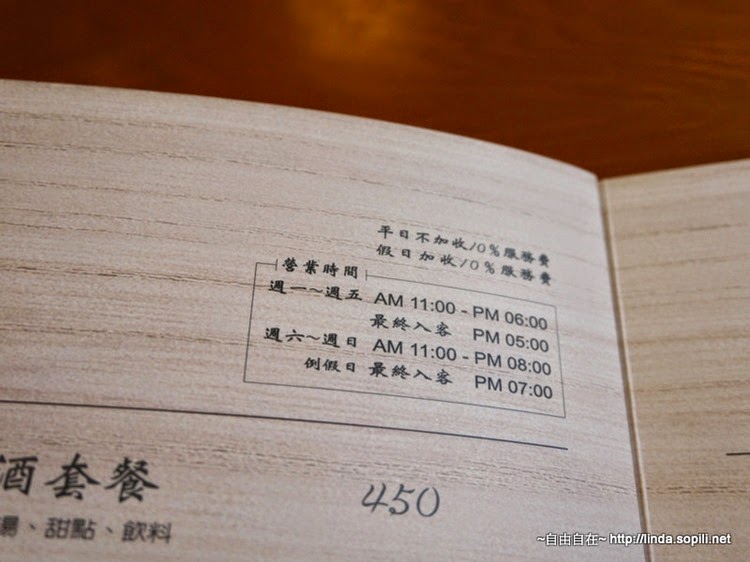 平日不加收10%服務費
假日加收10%服務費
營業時間
週一~週五 AM 11:00 - PM 06:00
最終入客 PM 05:00
週六~週日 AM 11:00 - PM 08:00
例假日 最終入客 PM 07:00
酒套餐 450
湯、甜點、飲料
~自由自在~ http://linda.sopili.net